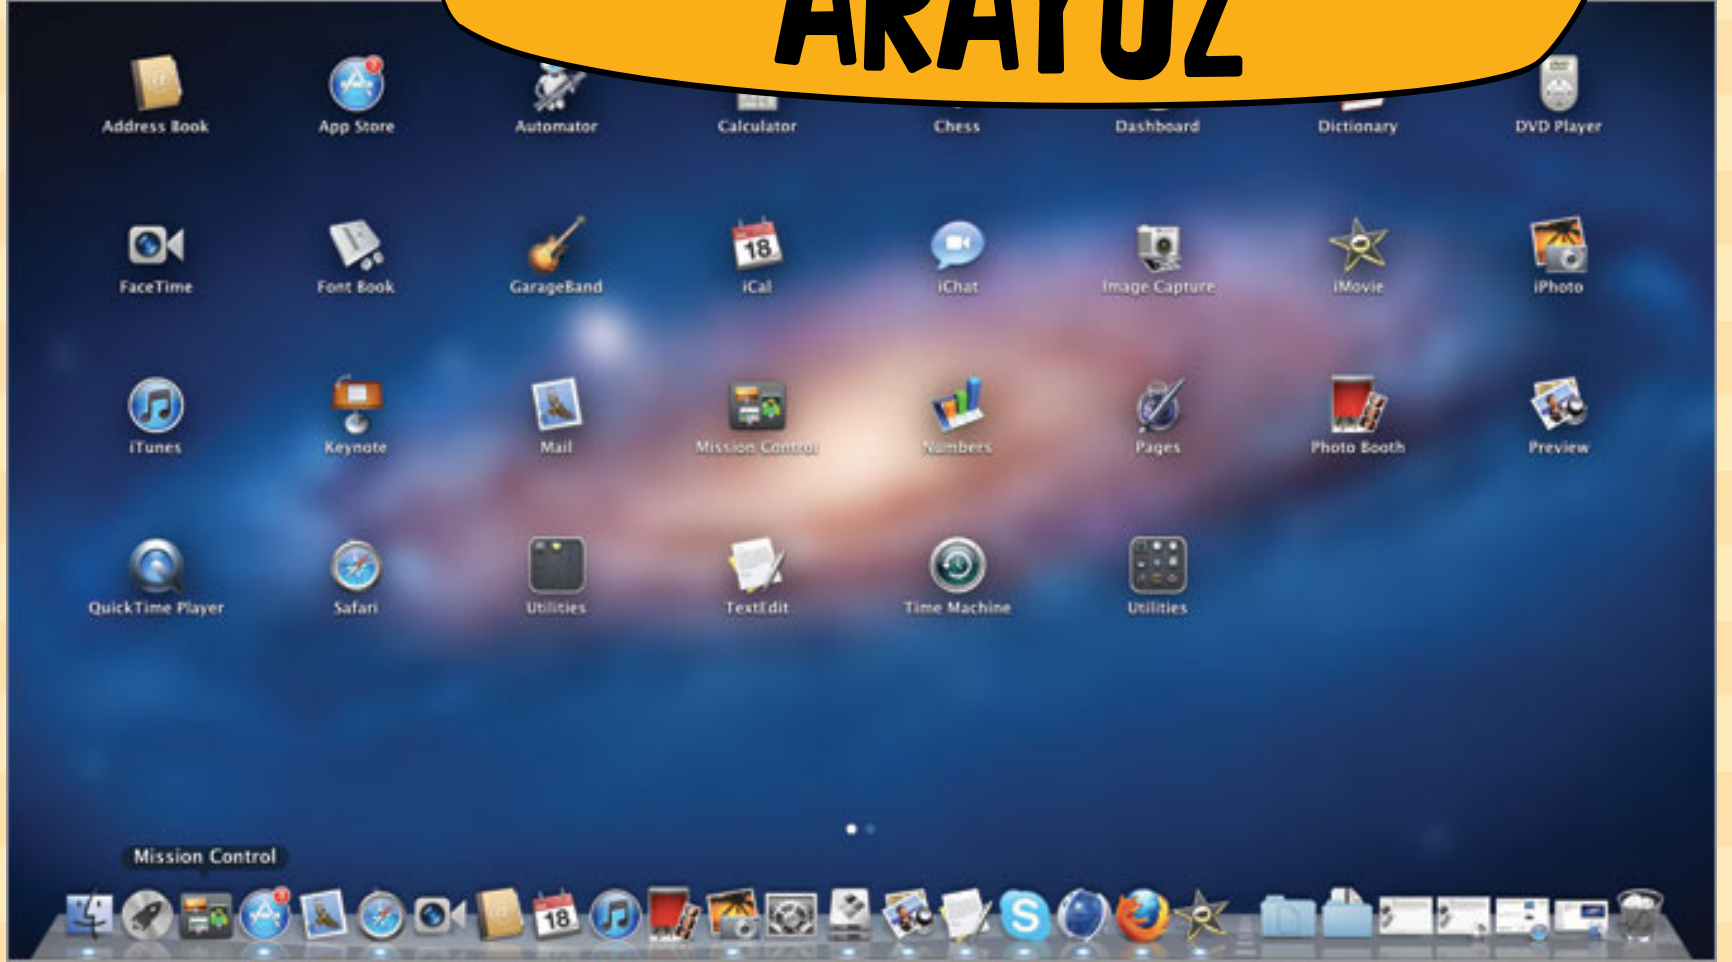 ARAYÜZ
Address Book App Store Automator Calculator Chess Dashboard Dictionary DVD Player
FaceTime Font Book GarageBand iCal iChat Image Capture iMovie iPhoto
iTunes Keynote Mail Mission Control Numbers Pages Photo Booth Preview
QuickTime Player Safari Utilities TextEdit Time Machine Utilities
Mission Control